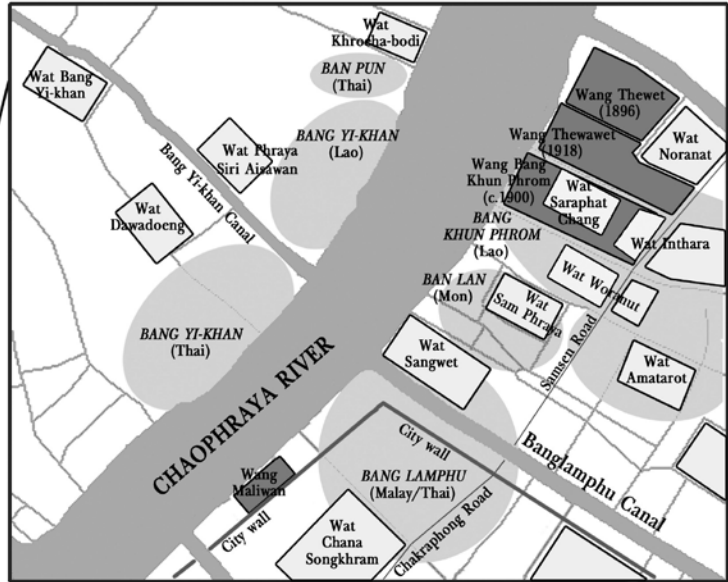 Wat
Khrocha-bodi
Wat Bang
Yi-khan
BAN PUN
(Thai)
Wang Thewet
(1896)
BANG YI-KHAN
(Lao)
Wang Thewawet
(1918)
Wat
Noranat
Wat Phraya
Siri Aisawan
Wang Bang
Khun Phrom
(c.1900)
Wat
Saraphat
Chang
Bang Yi-khan Canal
Wat
Dawadoeng
BANG
KHUN PHROM
(Lao)
Wat Inthara
Wat Woranut
BAN LAN
(Mon)
Wat
Sam Phraya
BANG YI-KHAN
(Thai)
Wat
Sangwet
Samsen Road
Wat
Amatarot
CHAOPHRAYA RIVER
City wall
Banglamphu Canal
BANG LAMPHU
(Malay/Thai)
Wang
Maliwan
City wall
Wat
Chana
Songkhram
Chakraphong Road